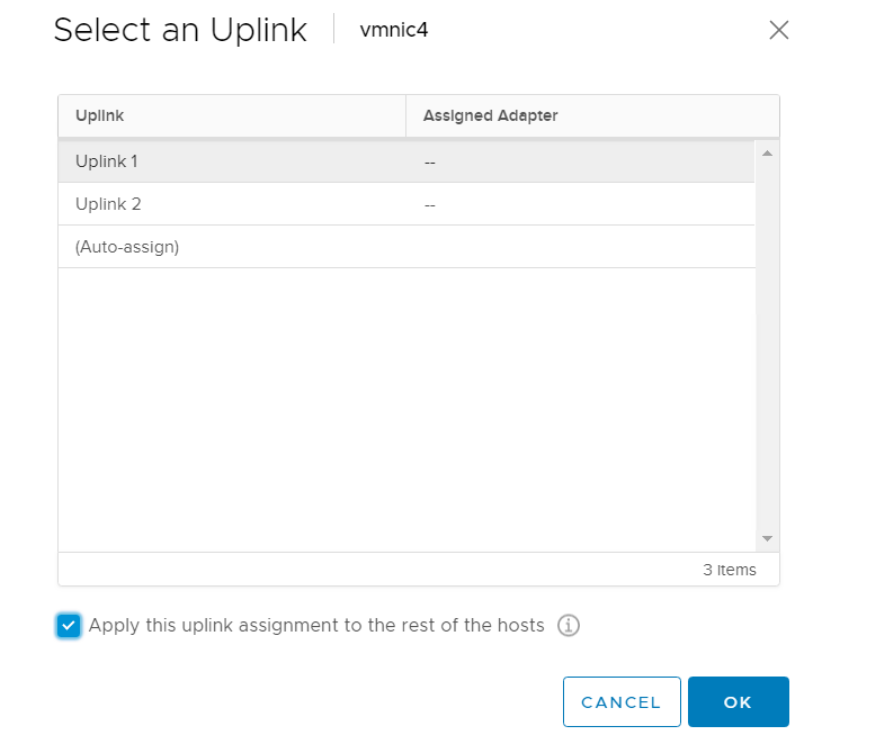 Select an Uplink vmnic4
Uplink Assigned Adapter
Uplink 1 --
Uplink 2 --
(Auto-assign)
3 items
Apply this uplink assignment to the rest of the hosts
CANCEL OK